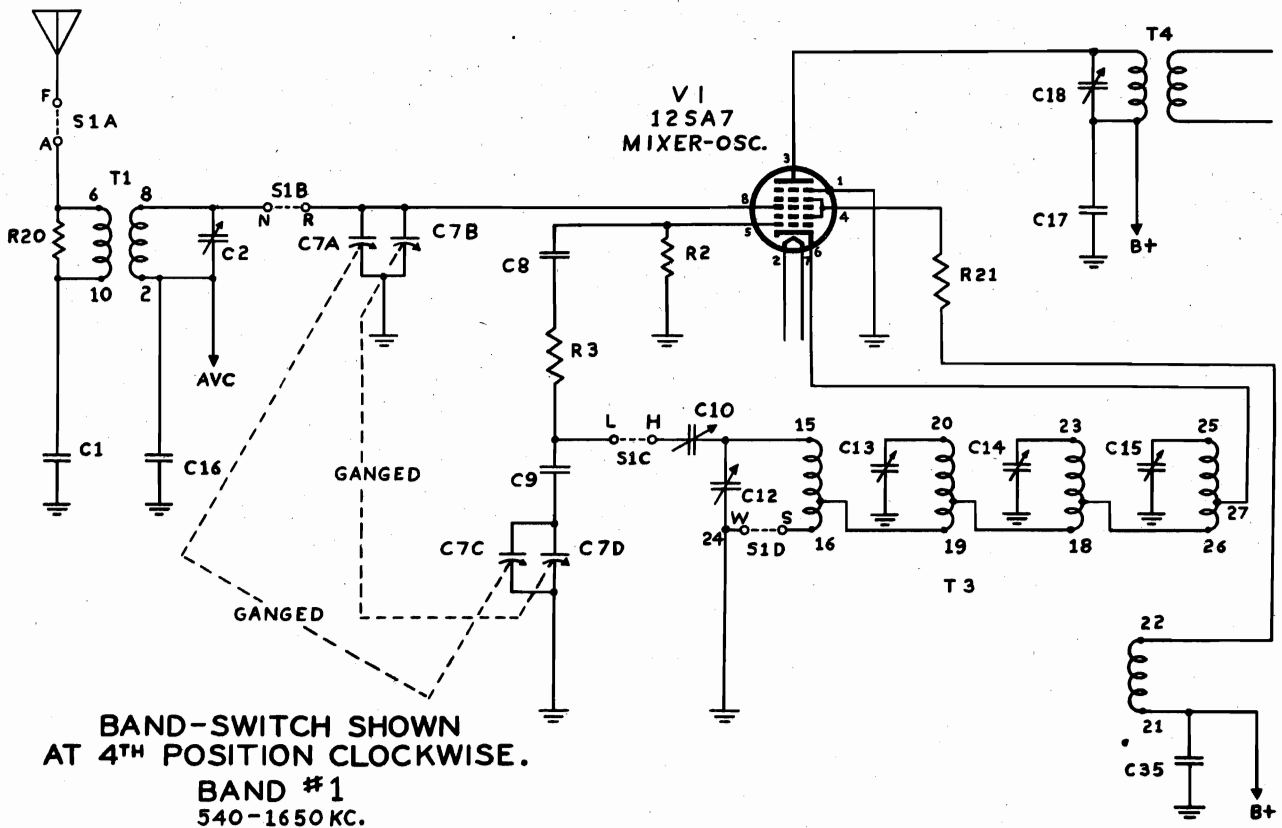 T4
C18
C17
B+
V1
12SA7
MIXER-OSC.
3
1
8
4
5
2
7
6
F
S1A
A
T1
6
8
R20
10
2
C2
S1B
N
R
C7A
C7B
AVC
C1
C16
C8
R2
R3
R21
GANGED
GANGED
C9
C7C
C7D
L
H
S1C
C10
C12
W
S
24
S1D
15
16
C13
20
19
C14
23
18
C15
25
27
26
T3
22
21
C35
B+
BAND-SWITCH SHOWN
AT 4TH POSITION CLOCKWISE.
BAND #1
540-1650 KC.